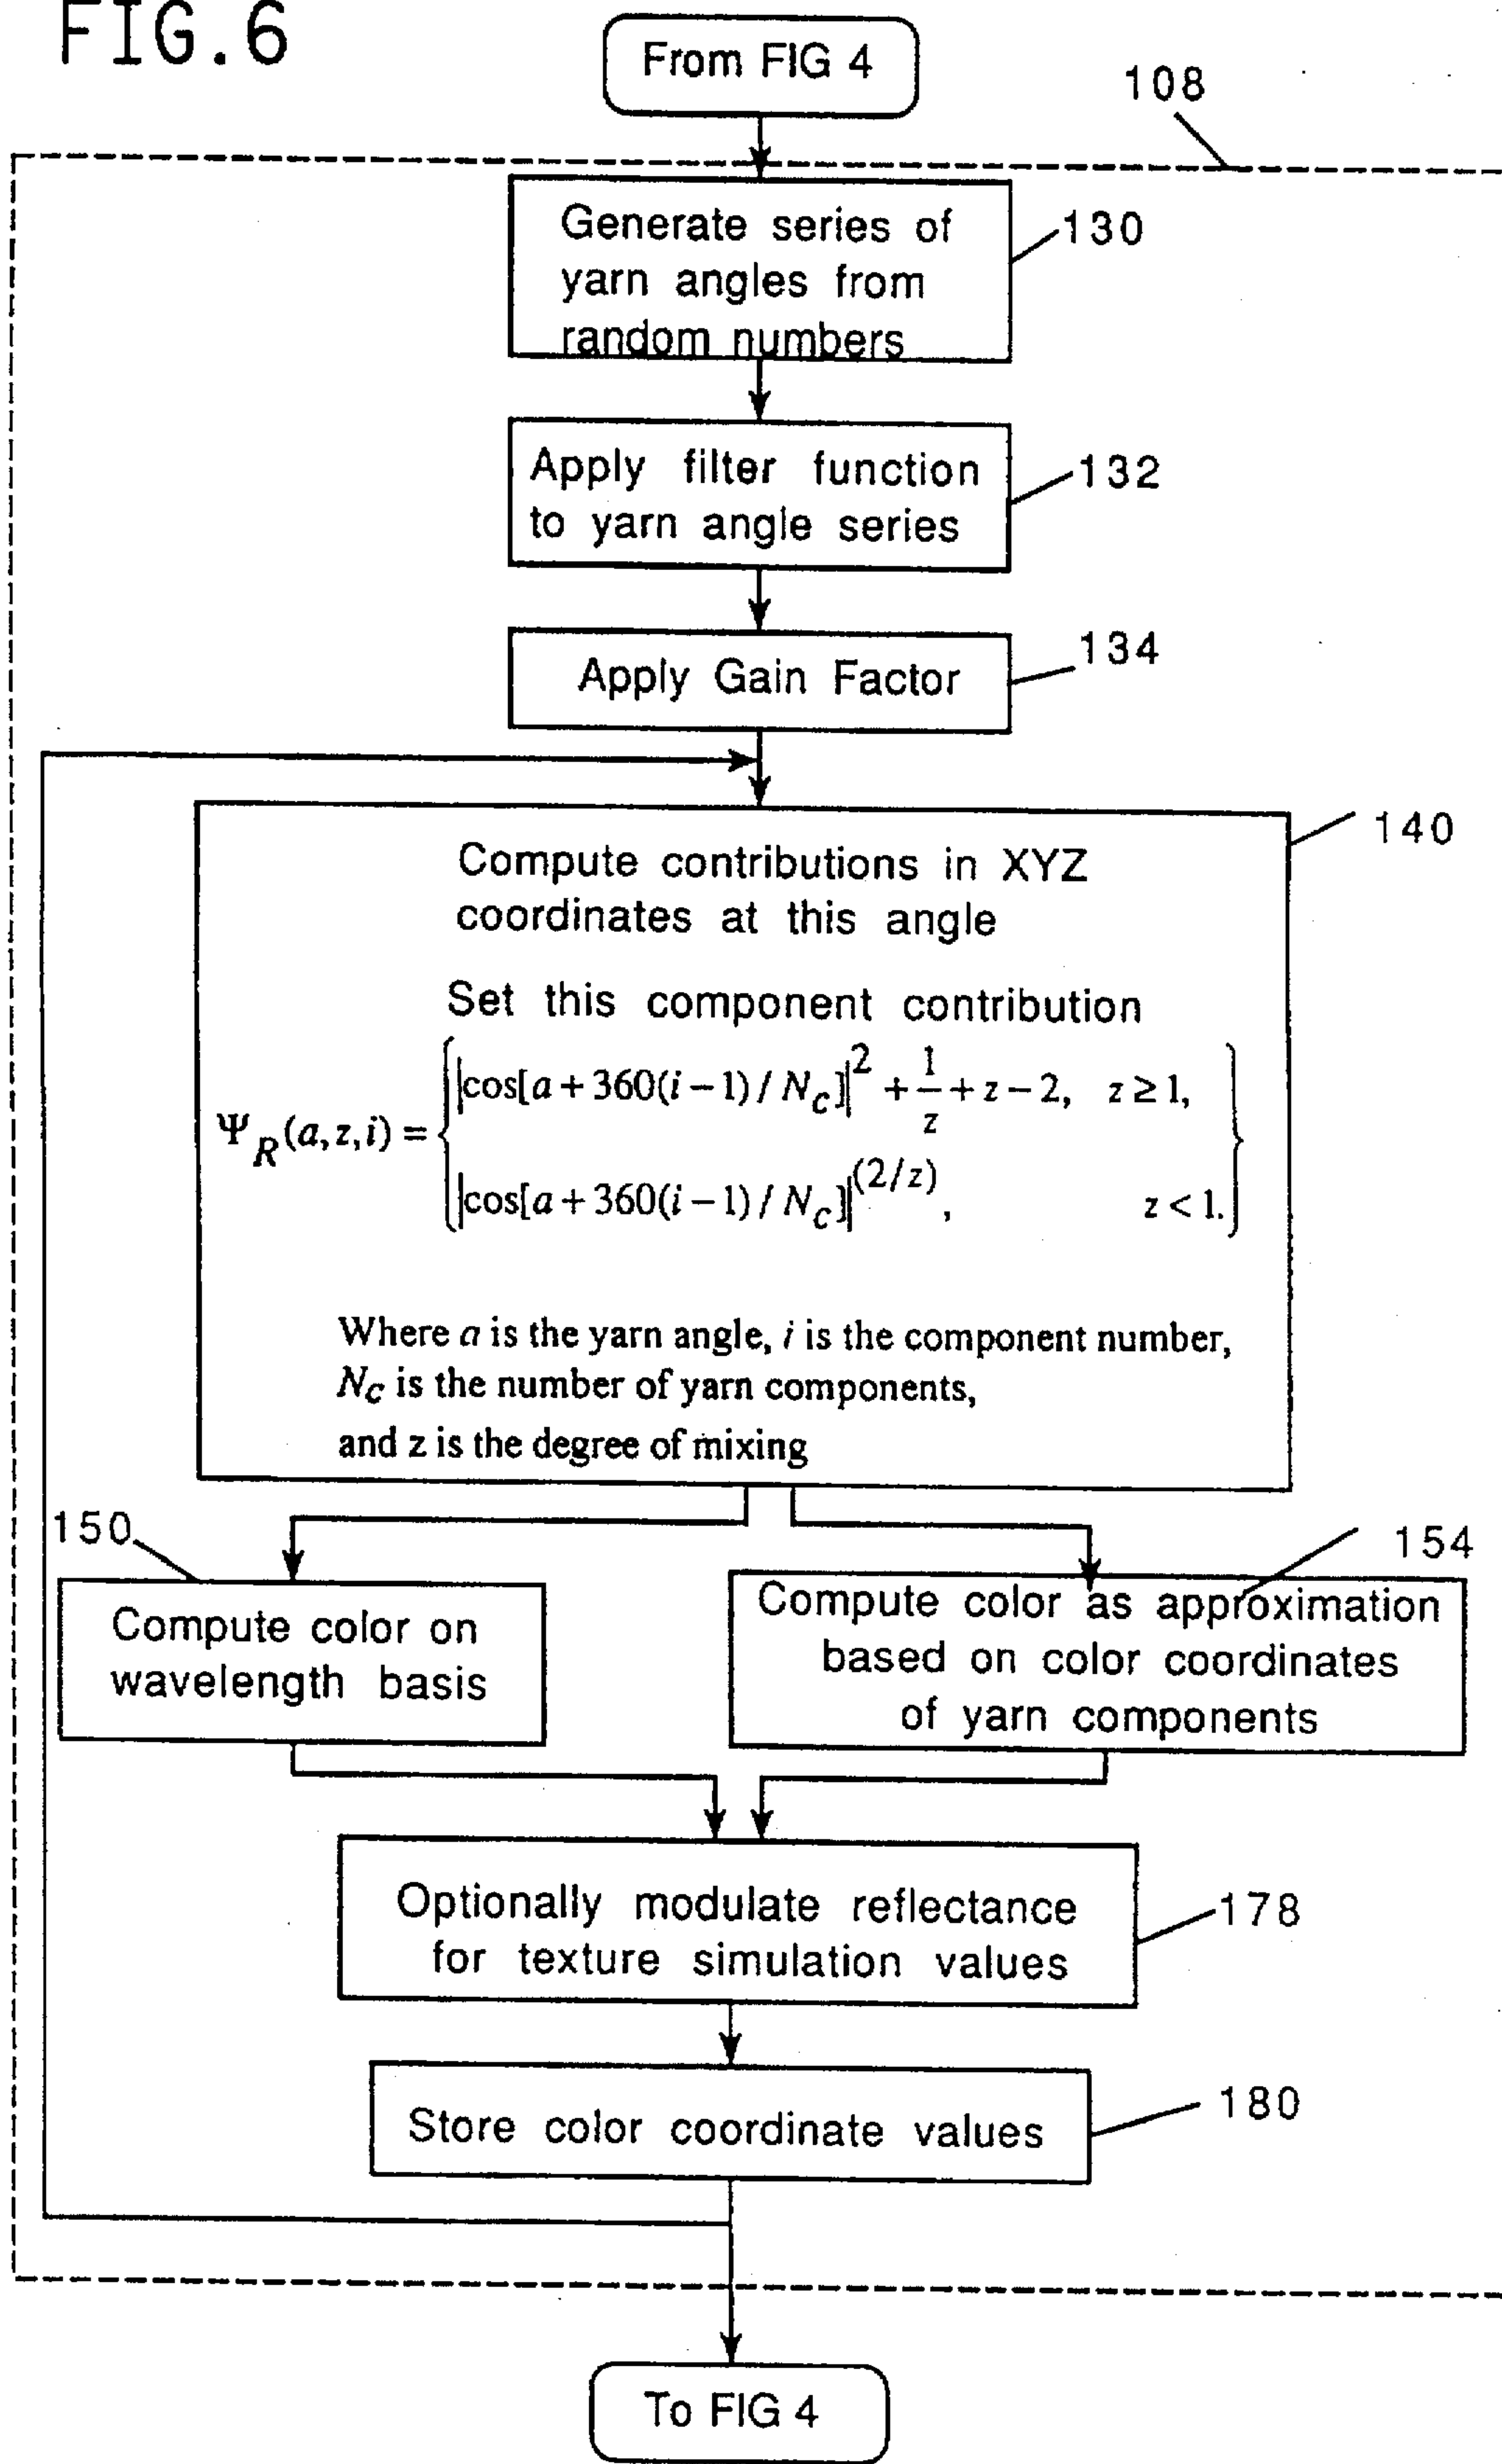 FIG.6
From FIG 4
108
Generate series of
yarn angles from
random numbers
130
Apply filter function
to yarn angle series
132
Apply Gain Factor
134
140
Compute contributions in XYZ
coordinates at this angle
Set this component contribution
Ψ_R(a,z,i) = { |cos[a + 360(i − 1) / N_c]|^2 + 1/z + z − 2, z ≥ 1,
|cos[a + 360(i − 1) / N_c]|^(2/z), z < 1. }
Where a is the yarn angle, i is the component number,
N_c is the number of yarn components,
and z is the degree of mixing
150
154
Compute color on
wavelength basis
Compute color as approximation
based on color coordinates
of yarn components
Optionally modulate reflectance
for texture simulation values
178
Store color coordinate values
180
To FIG 4